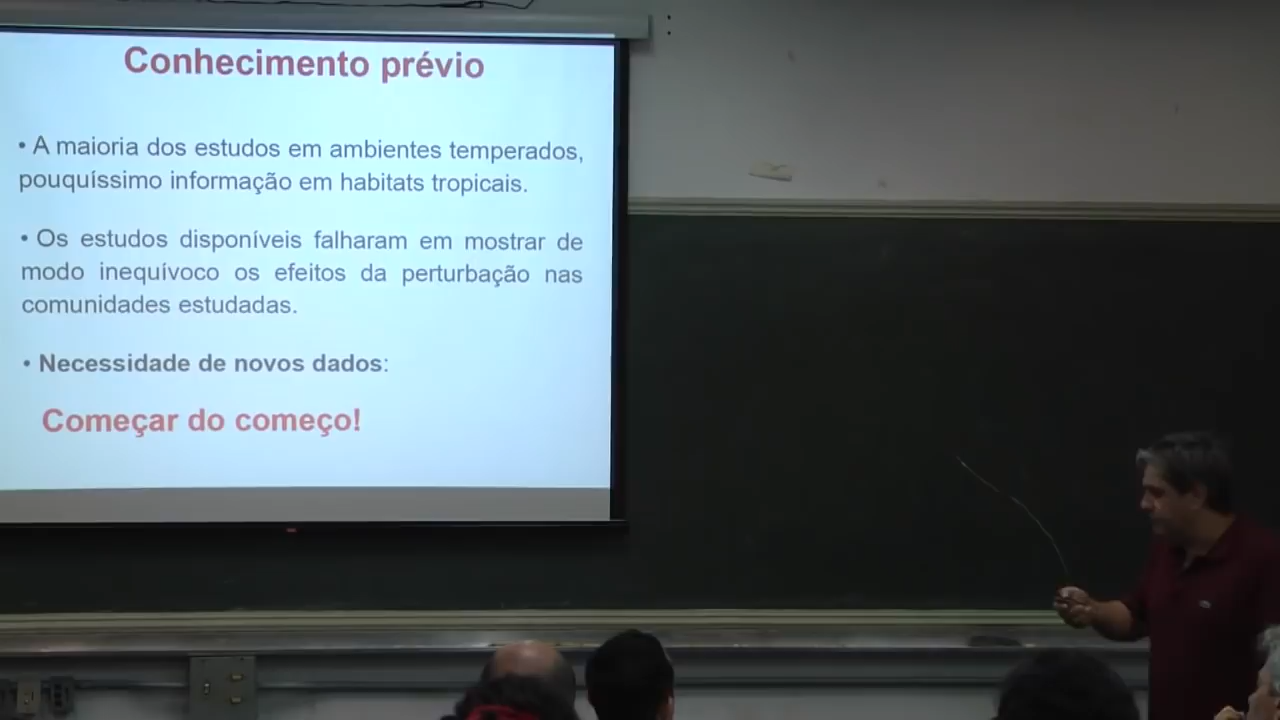 Conhecimento prévio
• A maioria dos estudos em ambientes temperados,
pouquíssimo informação em habitats tropicais.
• Os estudos disponíveis falharam em mostrar de
modo inequívoco os efeitos da perturbação nas
comunidades estudadas.
• Necessidade de novos dados:
Começar do começo!